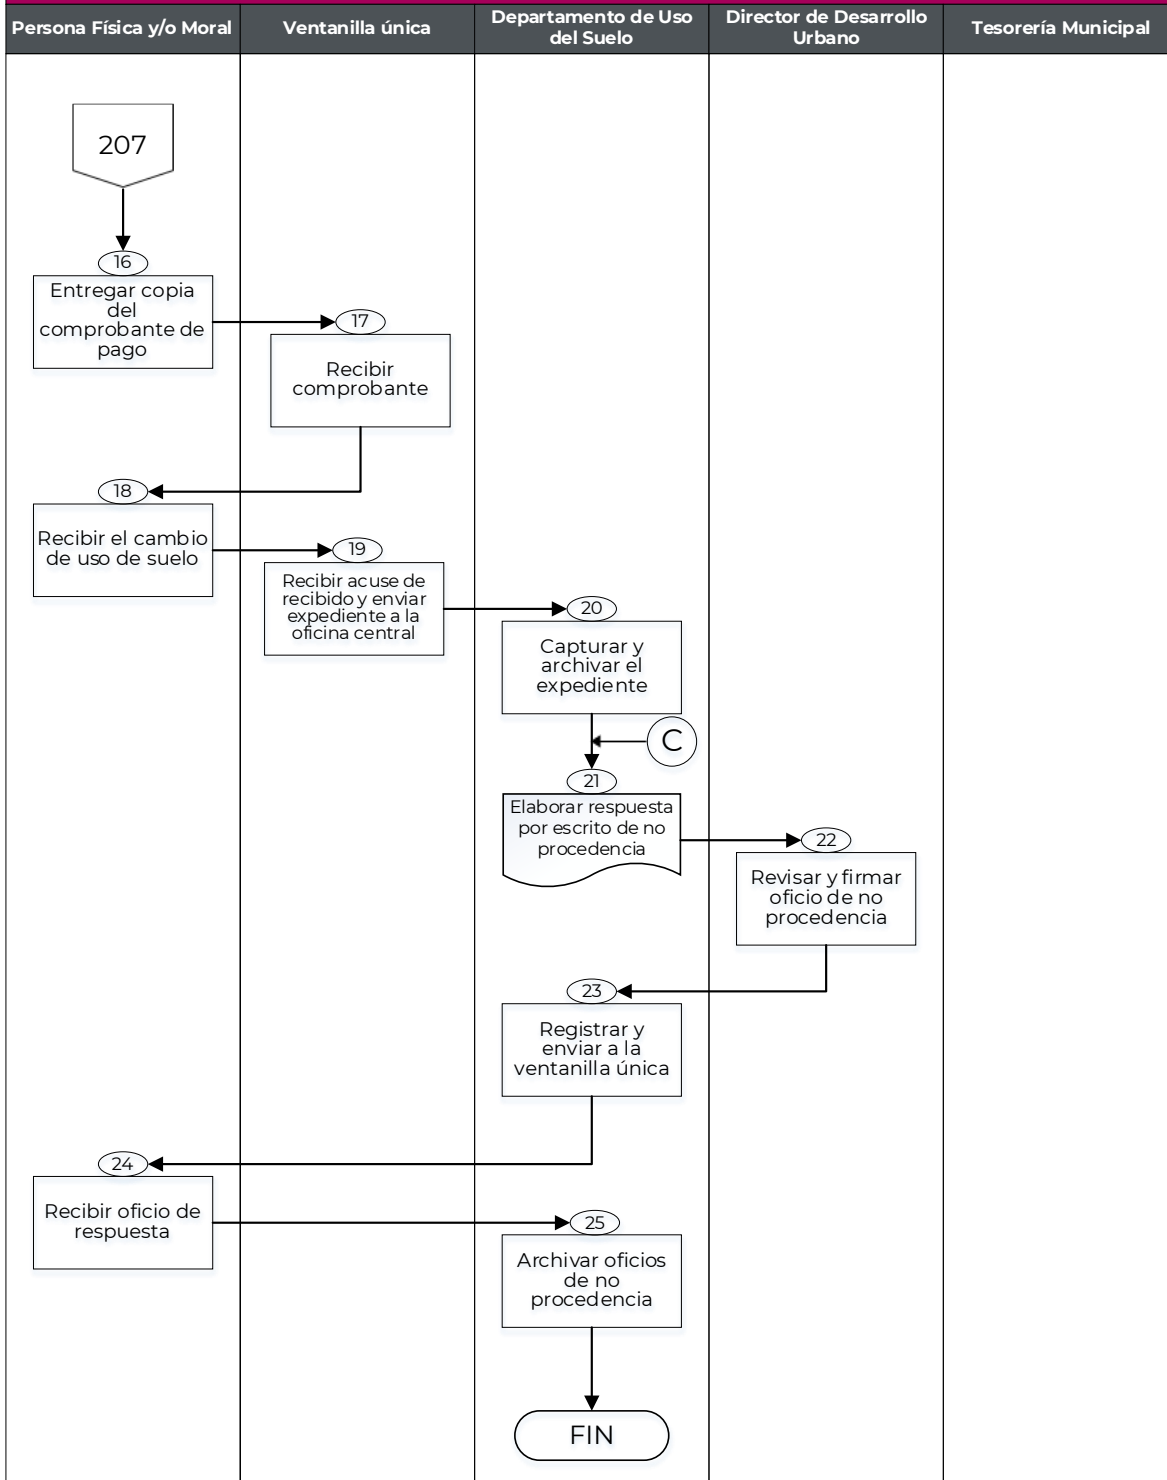 Persona Física y/o Moral
Ventanilla única
Departamento de Uso
del Suelo
Director de Desarrollo
Urbano
Tesorería Municipal
207
16
Entregar copia
del
comprobante de
pago
17
Recibir
comprobante
18
Recibir el cambio
de uso de suelo
19
Recibir acuse de
recibido y enviar
expediente a la
oficina central
20
Capturar y
archivar el
expediente
C
21
Elaborar respuesta
por escrito de no
procedencia
22
Revisar y firmar
oficio de no
procedencia
23
Registrar y
enviar a la
ventanilla única
24
Recibir oficio de
respuesta
25
Archivar oficios
de no
procedencia
FIN